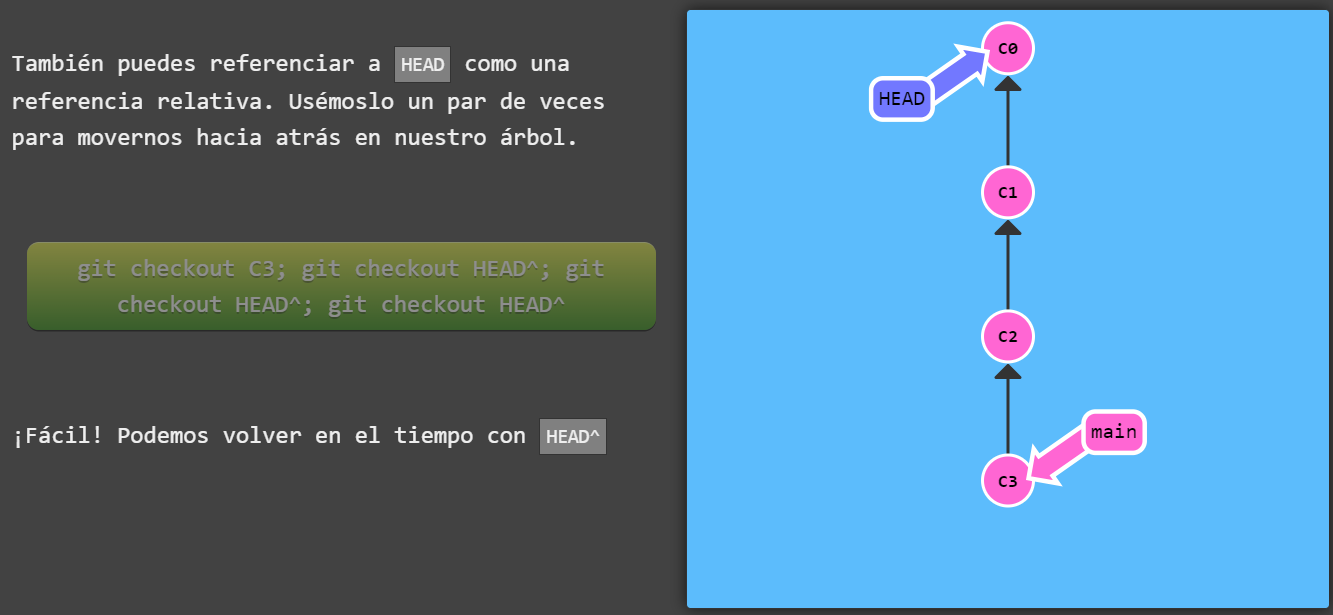 También puedes referenciar a HEAD como una
referencia relativa. Usémoslo un par de veces
para movernos hacia atrás en nuestro árbol.
git checkout C3; git checkout HEAD^; git
checkout HEAD^; git checkout HEAD^
¡Fácil! Podemos volver en el tiempo con HEAD^
C0
HEAD
C1
C2
main
C3